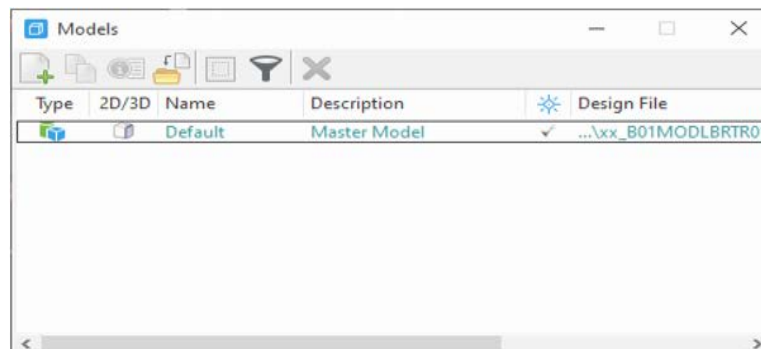 Models
Type 2D/3D Name Description Design File
Default Master Model ...\xx_B01MODLBRTR0